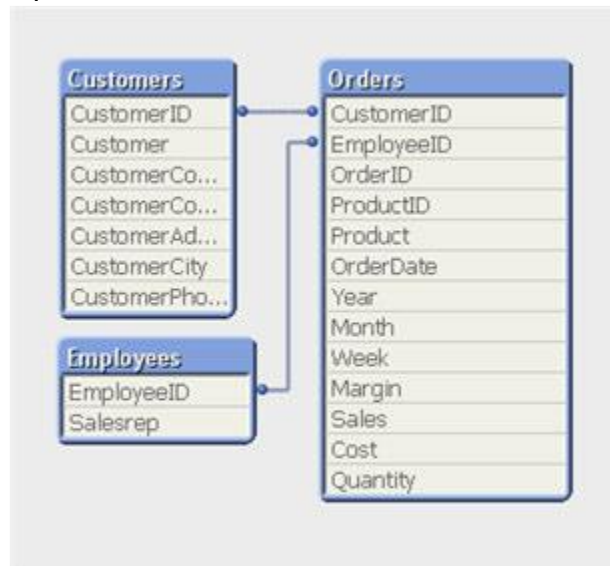 Customers
CustomerID
Customer
CustomerCo...
CustomerCo...
CustomerAd...
CustomerCity
CustomerPho...
Employees
EmployeeID
Salesrep
Orders
CustomerID
EmployeeID
OrderID
ProductID
Product
OrderDate
Year
Month
Week
Margin
Sales
Cost
Quantity